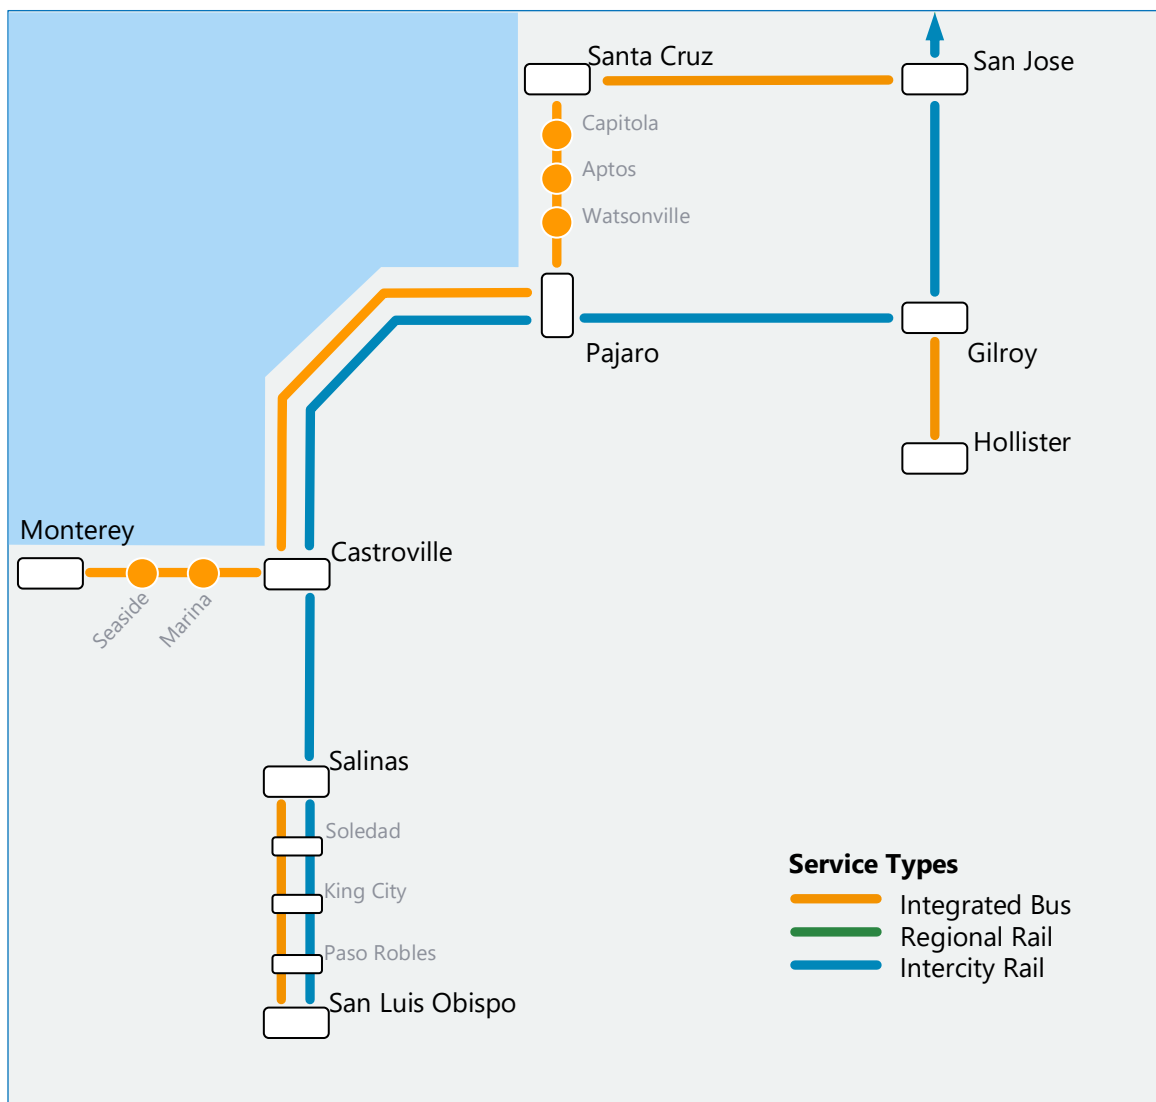 Santa Cruz
San Jose
Capitola
Aptos
Watsonville
Pajaro
Gilroy
Hollister
Monterey
Castroville
Seaside
Marina
Salinas
Soledad
King City
Paso Robles
San Luis Obispo
Service Types
Integrated Bus
Regional Rail
Intercity Rail